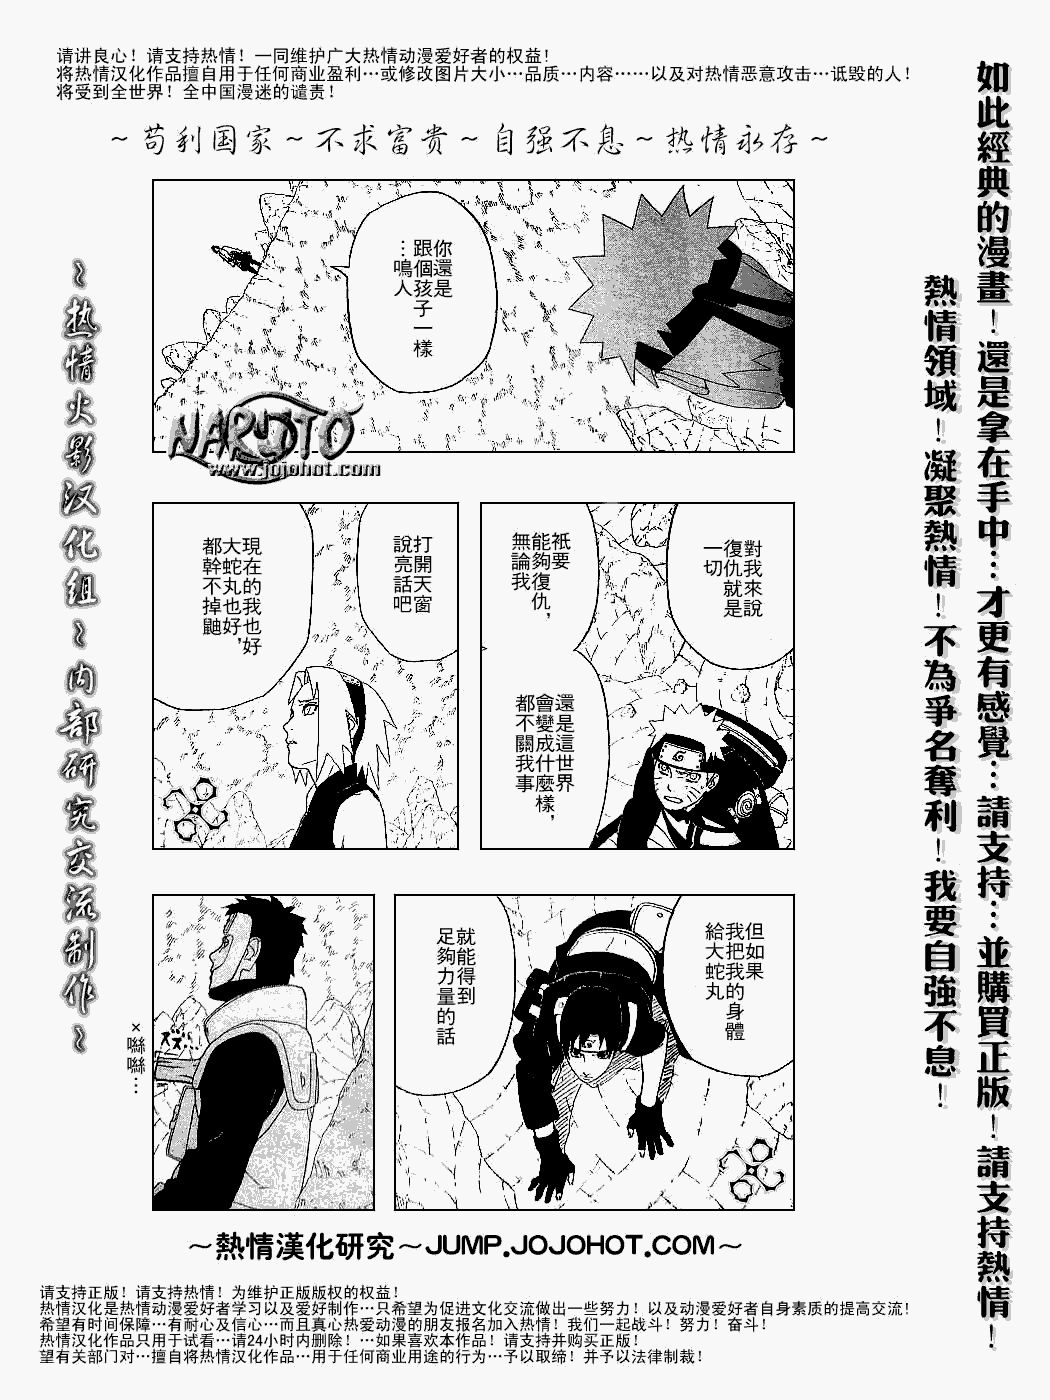 请讲良心！请支持热情！一同维护广大热情动漫爱好者的权益！
将热情汉化作品擅自用于任何商业盈利…或修改图片大小…品质…内容……以及对热情恶意攻击…诋毁的人！
将受到全世界！全中国漫迷的谴责！
～苟利国家～不求富贵～自强不息～热情永存～
如此經典的漫畫！還是拿在手中…才更有感覺…請支持…並購買正版！請支持熱情！
熱情領域！凝聚熱情！不為爭名奪利！我要自強不息！
～热情火影汉化组～内部研究交流制作～
你還是
跟個孩子一樣
…鳴人
NARUTO
www.jojohot.com
對我來說
復仇就是
一切
衹要
能夠復仇，
無論我
還是這世界
會變成什麼樣，
都不關我事
打開天窗
說亮話吧
現在的我也好
大蛇丸也好，
都幹不掉鼬
但如果
我把我的身體
給大蛇丸
就能得到
足夠力量的話
ズズ…
×嚇嚇…
～熱情漢化研究～JUMP.JOJOHOT.COM～
请支持正版！请支持热情！为维护正版版权的权益！
热情汉化是热情动漫爱好者学习以及爱好制作…只希望为促进文化交流做出一些努力！以及动漫爱好者自身素质的提高交流！
希望有时间保障…有耐心及信心…而且真心热爱动漫的朋友报名加入热情！我们一起战斗！努力！奋斗！
热情汉化作品只用于试看…请24小时内删除！…如果喜欢本作品！请支持并购买正版！
望有关部门对…擅自将热情汉化作品…用于任何商业用途的行为…予以取缔！并予以法律制裁！